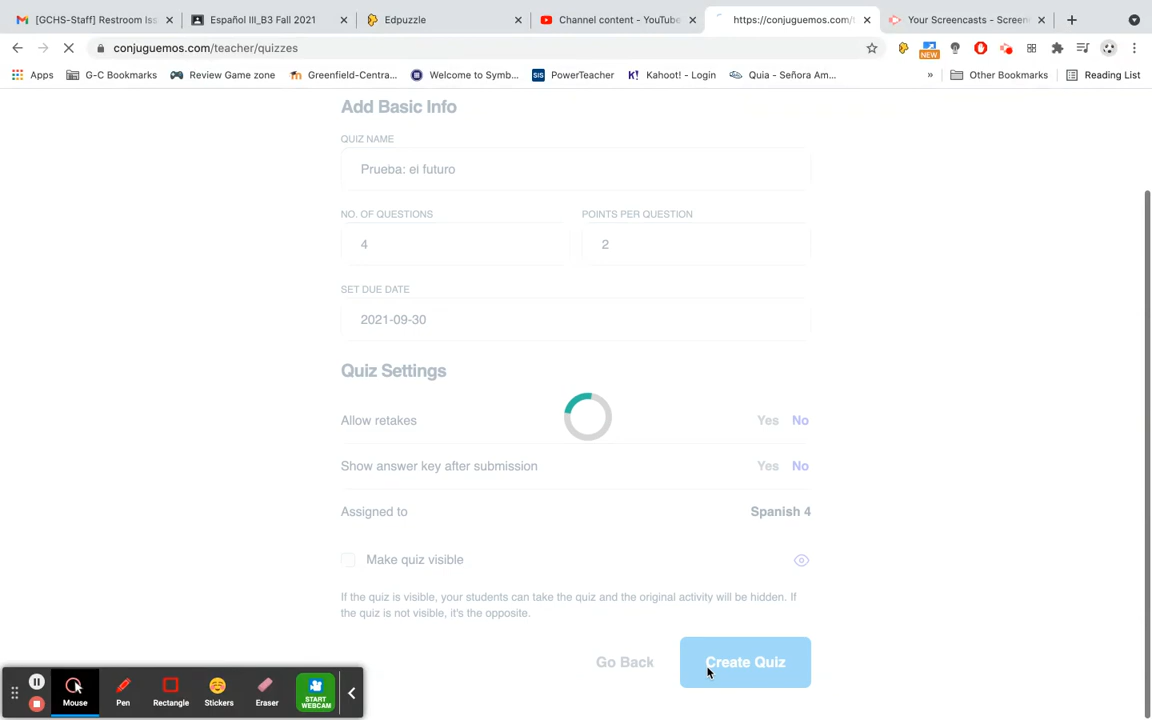 [GCHS-Staff] Restroom Iss
Español III_B3 Fall 2021
Edpuzzle
Channel content - YouTube
https://conjuguemos.com/t
Your Screencasts - Screen
conjuguemos.com/teacher/quizzes
NEW
Apps
G-C Bookmarks
Review Game zone
Greenfield-Centra...
Welcome to Symb...
SIS
PowerTeacher
K! Kahoot! - Login
Quia - Señora Am...
»
Other Bookmarks
Reading List
Add Basic Info
QUIZ NAME
Prueba: el futuro
NO. OF QUESTIONS
POINTS PER QUESTION
4
2
SET DUE DATE
2021-09-30
Quiz Settings
Allow retakes
Yes No
Show answer key after submission
Yes No
Assigned to
Spanish 4
Make quiz visible
If the quiz is visible, your students can take the quiz and the original activity will be hidden. If
the quiz is not visible, it's the opposite.
Go Back
Create Quiz
Mouse
Pen
Rectangle
Stickers
Eraser
START
WEBCAM